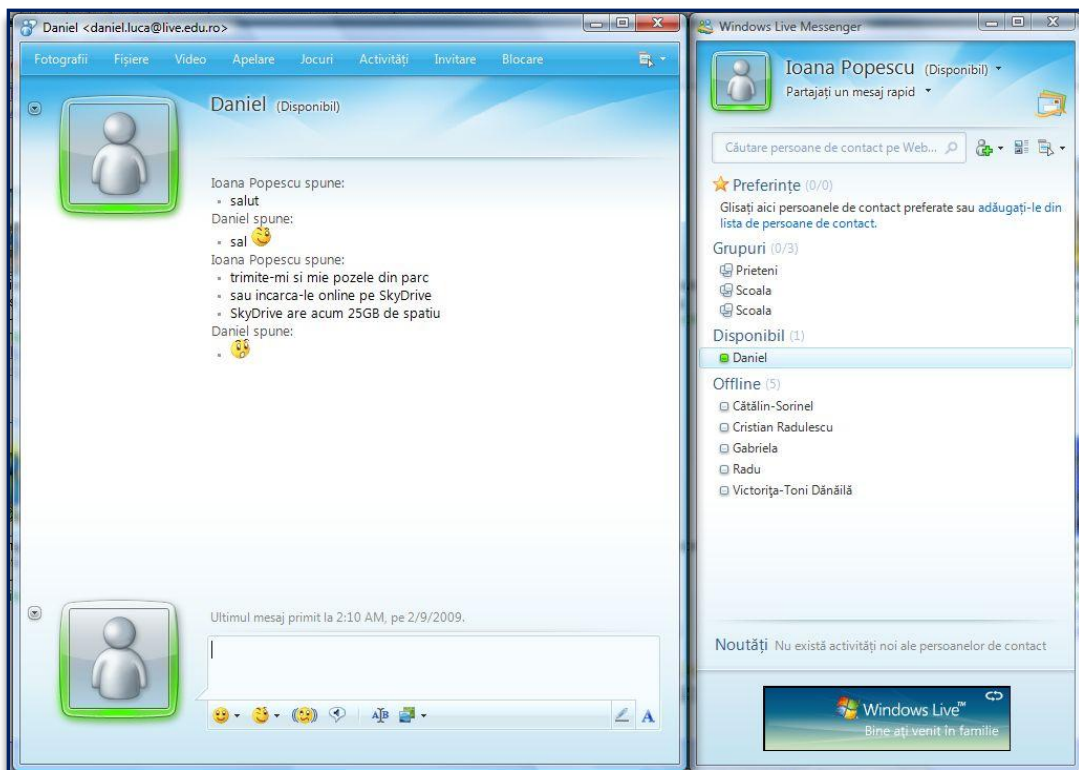 Daniel <daniel.luca@live.edu.ro>
Fotografii Fișiere Video Apelare Jocuri Activități Invitare Blocare
Daniel (Disponibil)
Ioana Popescu spune:
salut
Daniel spune:
sal
Ioana Popescu spune:
trimite-mi si mie pozele din parc
sau incarca-le online pe SkyDrive
SkyDrive are acum 25GB de spatiu
Daniel spune:
Ultimul mesaj primit la 2:10 AM, pe 2/9/2009.
Windows Live Messenger
Ioana Popescu (Disponibil)
Partajați un mesaj rapid
Căutare persoane de contact pe Web...
Preferințe (0/0)
Glisați aici persoanele de contact preferate sau adăugați-le din
lista de persoane de contact.
Grupuri (0/3)
Prieteni
Scoala
Scoala
Disponibil (1)
Daniel
Offline (5)
Cătălin-Sorinel
Cristian Radulescu
Gabriela
Radu
Victorița-Toni Dănăilă
Noutăți Nu există activități noi ale persoanelor de contact
Windows Live™
Bine ați venit în familie